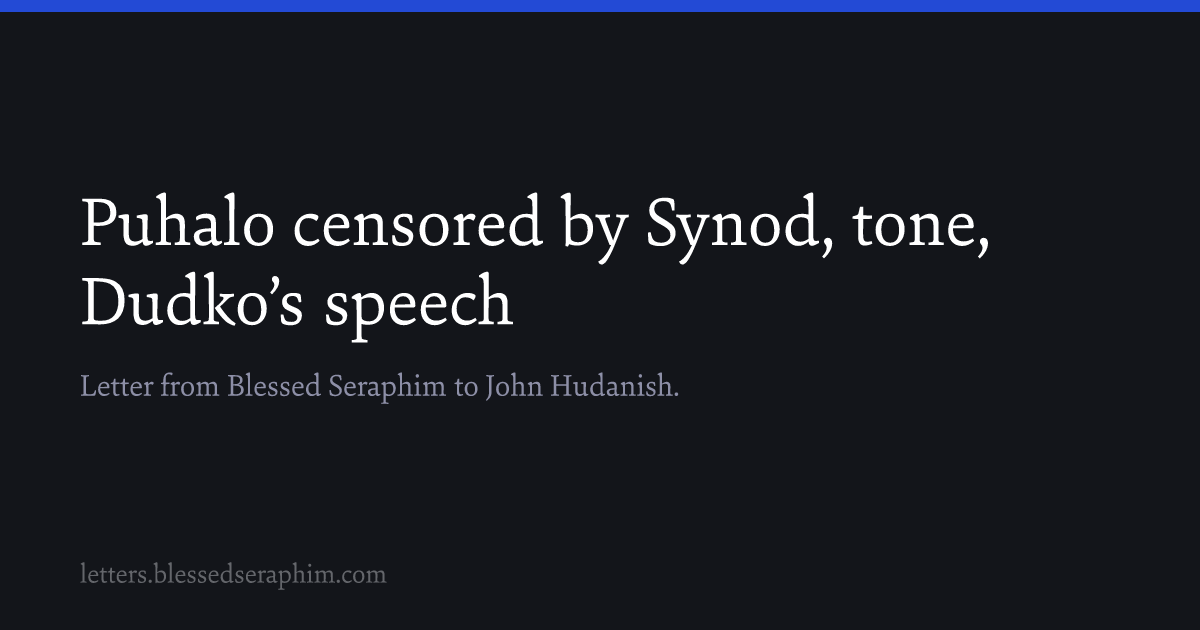 Puhalo censored by Synod, tone,
Dudko’s speech
Letter from Blessed Seraphim to John Hudanish.
letters.blessedseraphim.com